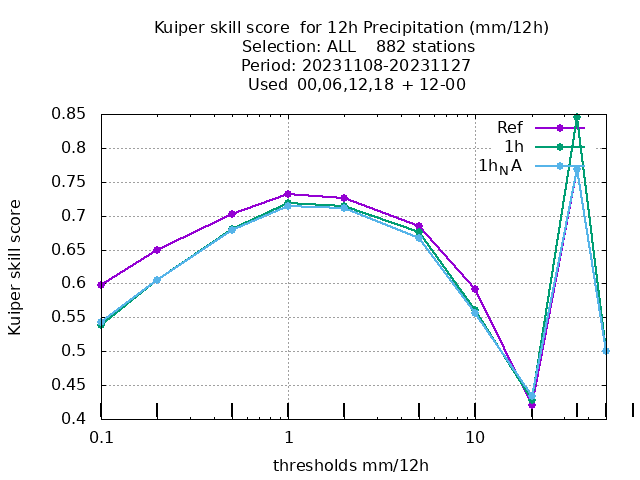 Kuiper skill score  for 12h Precipitation (mm/12h)
Selection: ALL    882 stations
Period: 20231108-20231127
Used  00,06,12,18  + 12-00
0.85
0.8
0.75
0.7
0.65
0.6
0.55
0.5
0.45
0.4
Kuiper skill score
Ref
1h
1h_NA
0.1
1
10
thresholds mm/12h